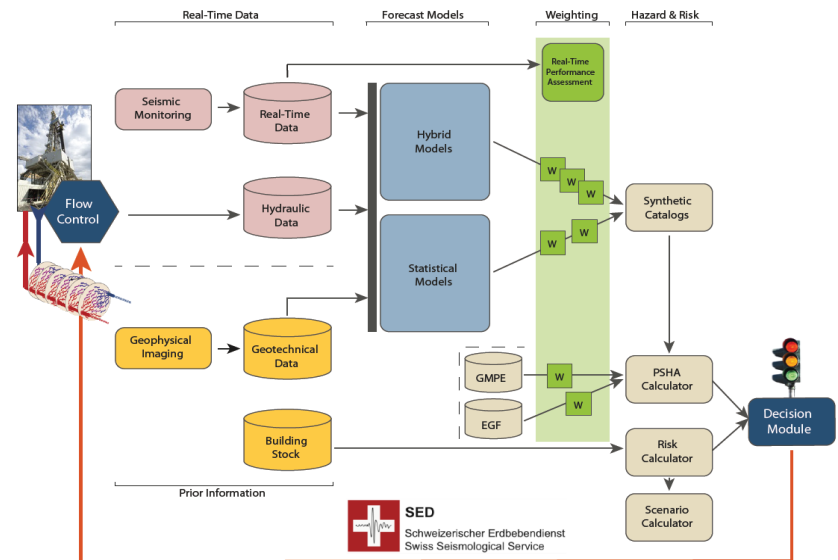 Real-Time Data
Forecast Models
Weighting
Hazard & Risk
Real-Time
Performance
Assessment
Seismic
Monitoring
Real-Time
Data
Hybrid
Models
W
W
W
Synthetic
Catalogs
Flow
Control
Hydraulic
Data
W
W
Statistical
Models
Geophysical
Imaging
Geotechnical
Data
GMPE
W
PSHA
Calculator
EGF
W
Decision
Module
Building
Stock
Risk
Calculator
Prior Information
Scenario
Calculator
SED
Schweizerischer Erdbebendienst
Swiss Seismological Service